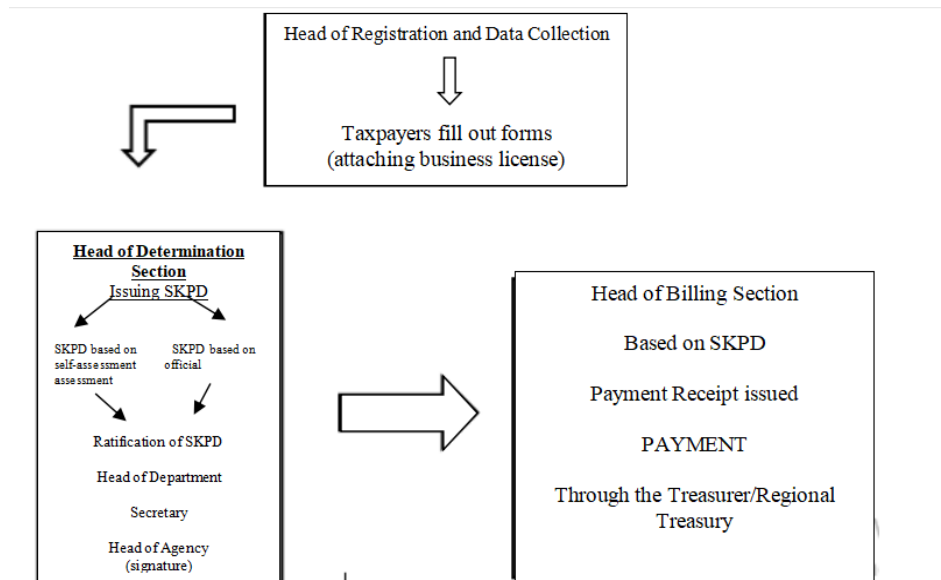 Head of Registration and Data Collection
Taxpayers fill out forms
(attaching business license)
Head of Determination
Section
Issuing SKPD
SKPD based on
self-assessment
assessment
SKPD based on
official
Ratification of SKPD
Head of Department
Secretary
Head of Agency
(signature)
Head of Billing Section
Based on SKPD
Payment Receipt issued
PAYMENT
Through the Treasurer/Regional
Treasury